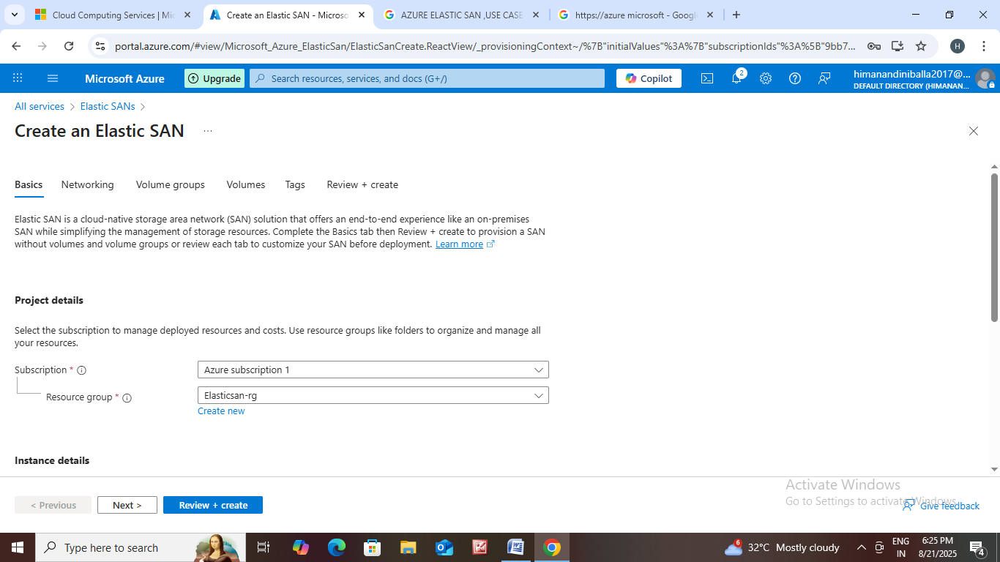 Cloud Computing Services | Mic
Create an Elastic SAN - Microso
AZURE ELASTIC SAN ,USE CASE
https://azure microsoft - Google
portal.azure.com/#view/Microsoft_Azure_ElasticSan/ElasticSanCreate.ReactView/_provisioningContext~/%7B"initialValues"%3A%7B"subscriptionIds"%3A%5B"9bb7...
H
Microsoft Azure
Upgrade
Search resources, services, and docs (G+/)
Copilot
2
himanandiniballa2017@...
DEFAULT DIRECTORY (HIMANAN...
All services > Elastic SANs >
Create an Elastic SAN ...
Basics Networking Volume groups Volumes Tags Review + create
Elastic SAN is a cloud-native storage area network (SAN) solution that offers an end-to-end experience like an on-premises
SAN while simplifying the management of storage resources. Complete the Basics tab then Review + create to provision a SAN
without volumes and volume groups or review each tab to customize your SAN before deployment. Learn more
Project details
Select the subscription to manage deployed resources and costs. Use resource groups like folders to organize and manage all
your resources.
Subscription *
Azure subscription 1
Resource group *
Elasticsan-rg
Create new
Instance details
Activate Windows
Go to Settings to activate Windows.
< Previous
Next >
Review + create
Give feedback
Type here to search
6
32°C Mostly cloudy
ENG
IN
6:25 PM
8/21/2025
4